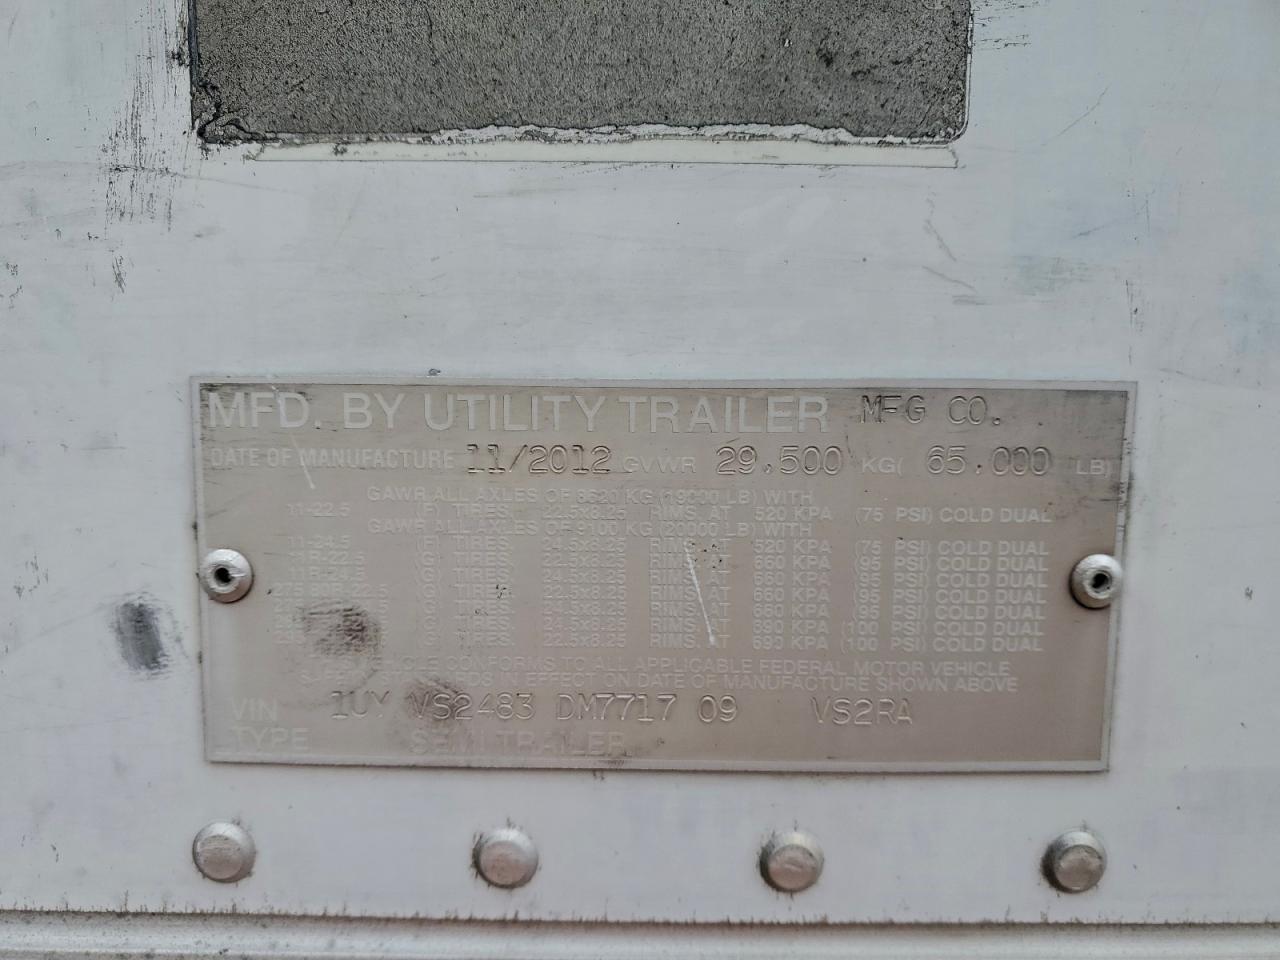 MFD. BY UTILITY TRAILER MFG CO.
DATE OF MANUFACTURE 11/2012 GVWR 29,500 KG( 65,000 LB)
GAWR ALL AXLES OF 8620 KG (19000 LB) WITH
11-22.5 TIRES 22.5x8.25 RIMS. AT 520 KPA (75 PSI) COLD DUAL
GAWR ALL AXLES OF 9100 KG (20000 LB) WITH
11-24.5 TIRES 24.5x8.25 RIMS. AT 520 KPA (75 PSI) COLD DUAL
11R-22.5 (G) TIRES 22.5x8.25 RIMS. AT 660 KPA (95 PSI) COLD DUAL
11R-24.5 (G) TIRES 24.5x8.25 RIMS. AT 660 KPA (95 PSI) COLD DUAL
(G) TIRES 22.5x8.25 RIMS. AT 660 KPA (95 PSI) COLD DUAL
(G) TIRES 24.5x8.25 RIMS. AT 660 KPA (95 PSI) COLD DUAL
TIRES 24.5x8.25 RIMS. AT 690 KPA (100 PSI) COLD DUAL
TIRES 22.5x8.25 RIMS. AT 690 KPA (100 PSI) COLD DUAL
VEHICLE CONFORMS TO ALL APPLICABLE FEDERAL MOTOR VEHICLE
SAFETY STANDARDS IN EFFECT ON DATE OF MANUFACTURE SHOWN ABOVE
VIN 1UY VS2483 DM7717 09 VS2RA
TYPE SEMI TRAILER